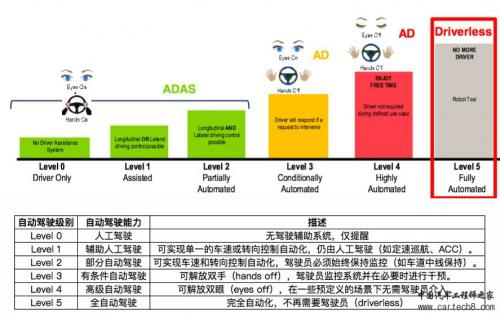 Driverless
Eyes Off
AD
Eyes On
AD
Eyes On
Hands Off
Hands Off
NO MORE
DRIVER
ADAS
ENJOY
FREE TIME
Hands On
Robot Taxi
No Driver Assistance
System
Longitudinal OR Lateral
driving control possible
Longitudinal AND
Lateral
driving control
possible
Driver will respond if a
request to intervene
Driver not required
during defined use case
Level 0
Driver Only
Level 1
Assisted
Level 2
Partially
Automated
Level 3
Conditionally
Automated
Level 4
Highly
Automated
Level 5
Fully
Automated
自动驾驶级别 自动驾驶能力 描述
Level 0 人工驾驶 无驾驶辅助系统,仅提醒
Level 1 辅助人工驾驶 可实现单一的车速或转向控制自动化,仍由人工驾驶(如定速巡航、ACC)。
Level 2 部分自动驾驶 可实现车速和转向控制自动化,驾驶员必须始终保持监控(如车道中线保持)。
Level 3 有条件自动驾驶 可解放双手(hands off),驾驶员监控系统并在必要时进行干预。
Level 4 高级自动驾驶 可解放双眼(eyes off),在一些预定义的场景下无需驾驶员介入。
Level 5 全自动驾驶 完全自动化,不再需要驾驶员(driverless)
中国汽车工程师之家
www.cartech8.com